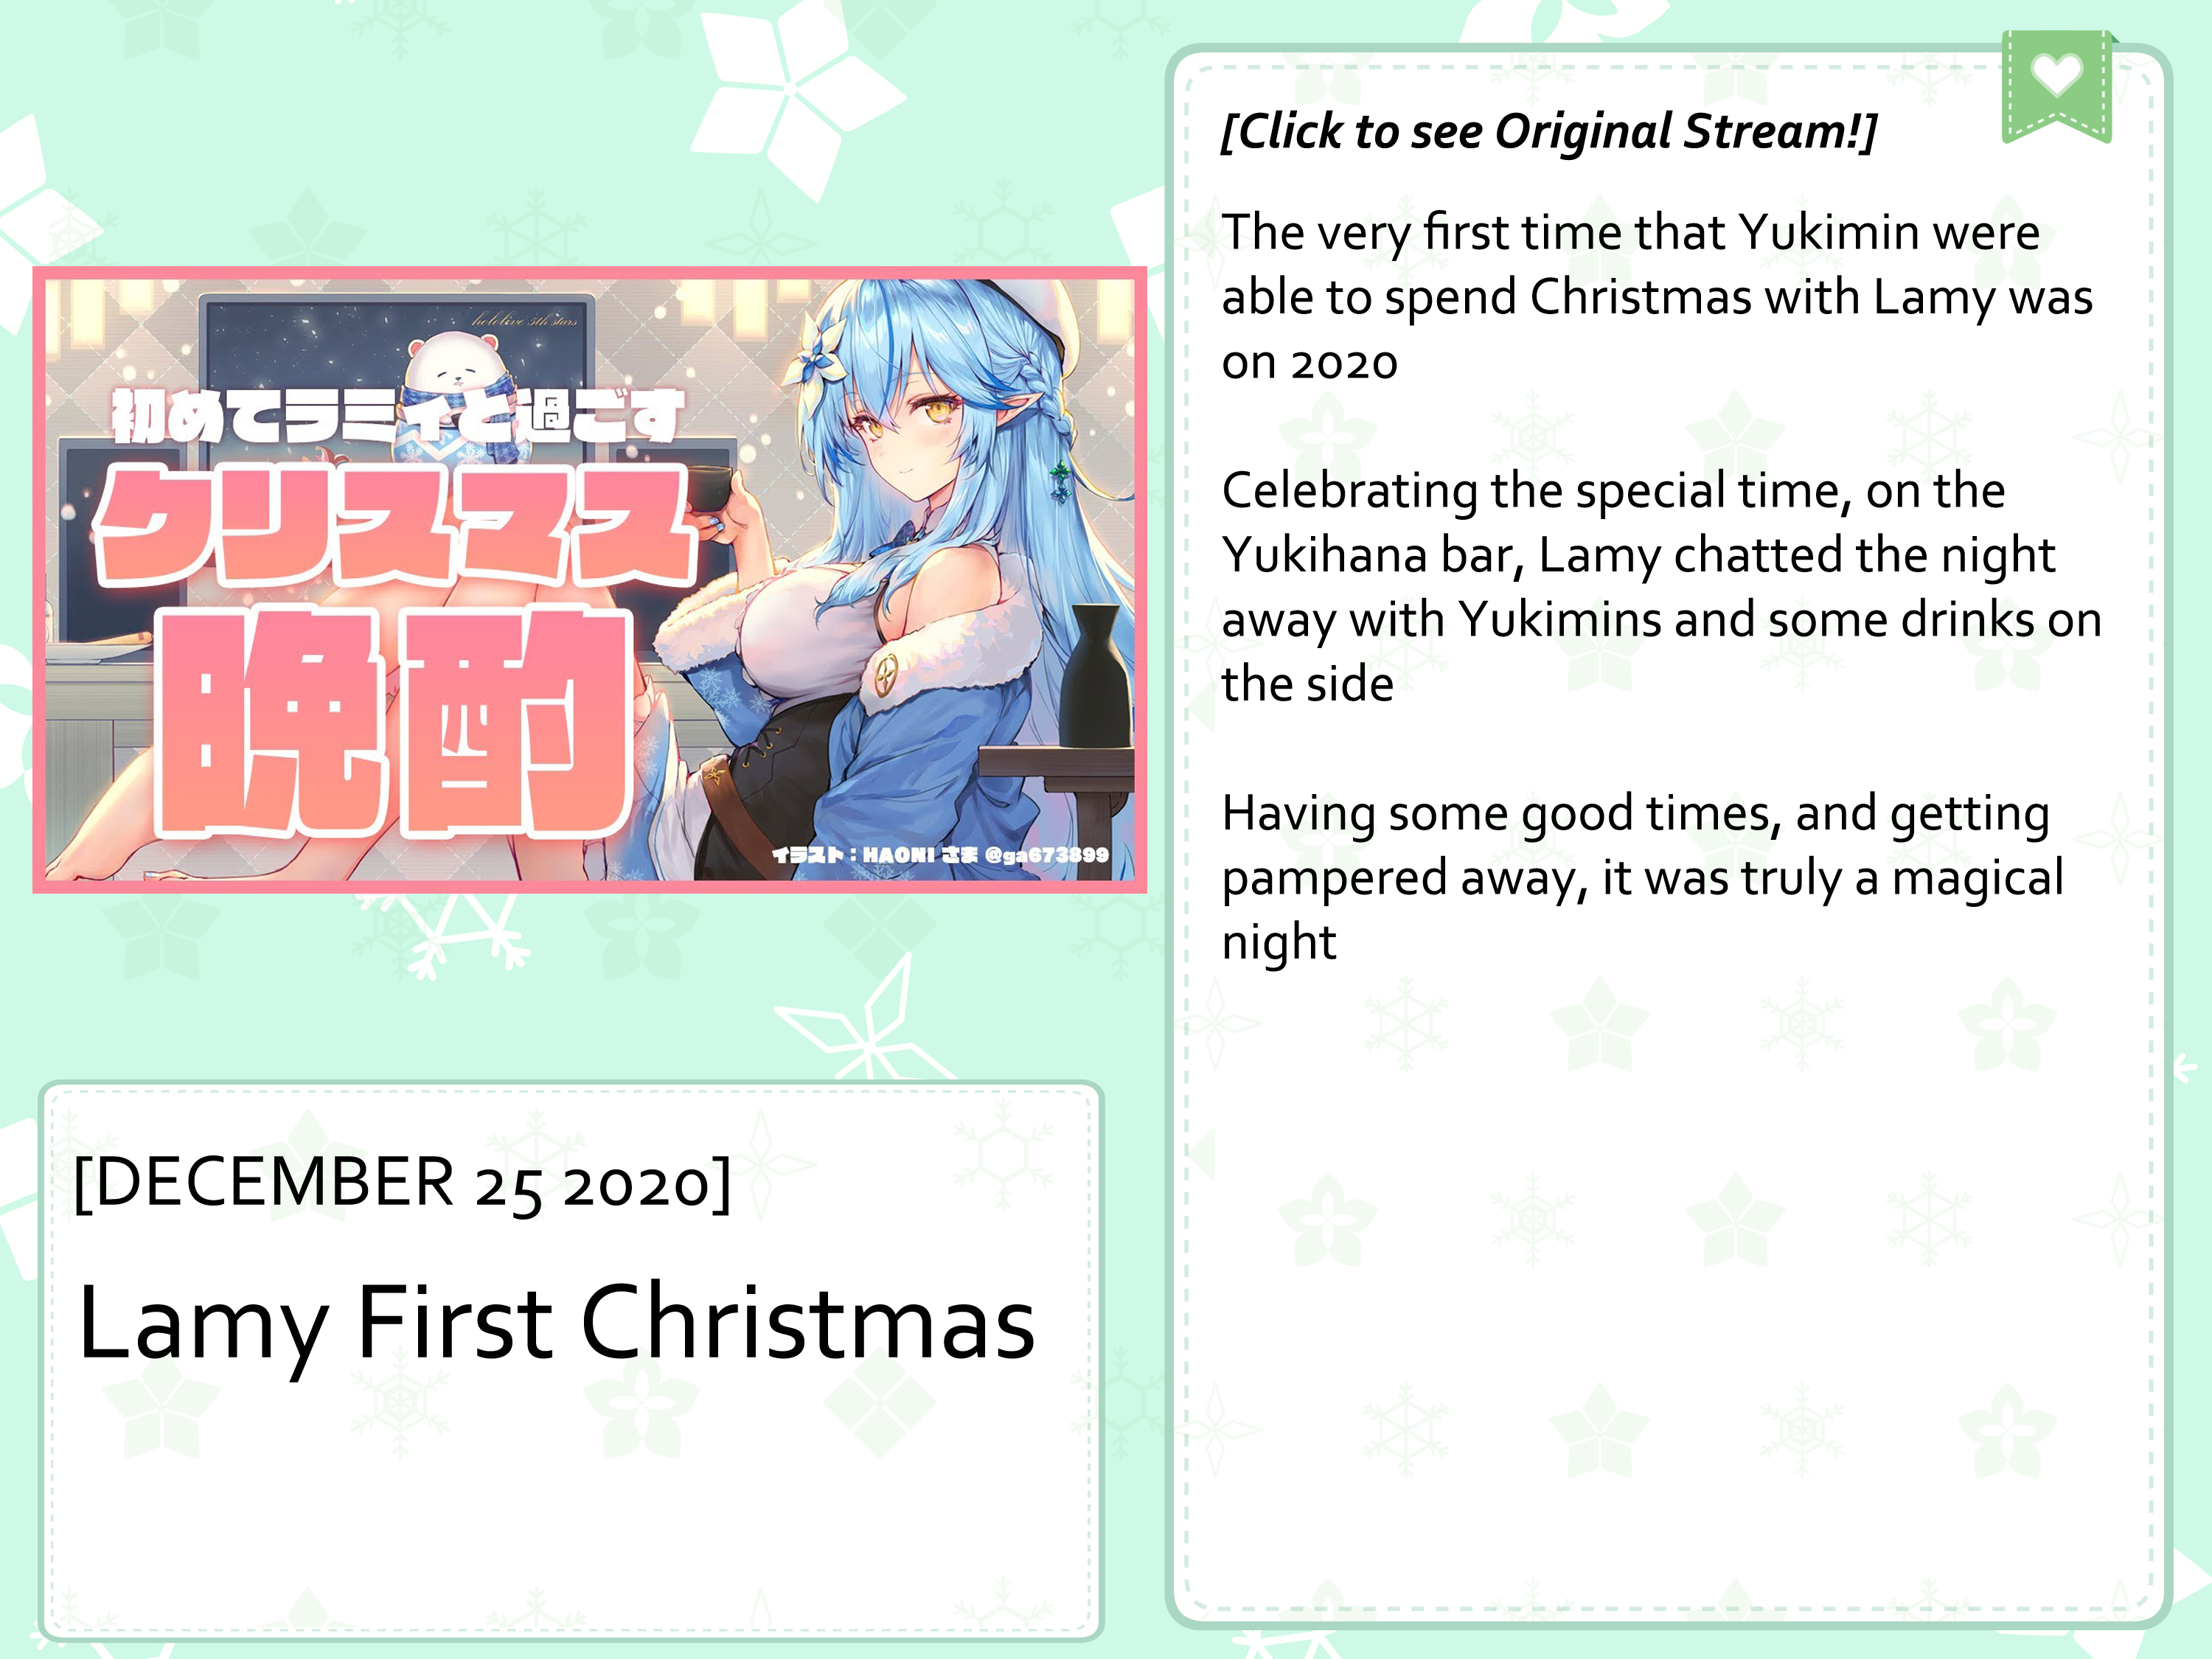 hololive 5th stars
初めてラミィと過ごす
クリスマス
晩酌
イラスト：HAONI さま @ga673899
[DECEMBER 25 2020]
Lamy First Christmas
[Click to see Original Stream!]
The very first time that Yukimin were
able to spend Christmas with Lamy was
on 2020
Celebrating the special time, on the
Yukihana bar, Lamy chatted the night
away with Yukimins and some drinks on
the side
Having some good times, and getting
pampered away, it was truly a magical
night